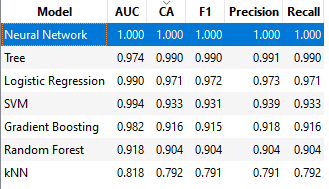 Model AUC CA F1 Precision Recall
Neural Network 1.000 1.000 1.000 1.000 1.000
Tree 0.974 0.990 0.990 0.991 0.990
Logistic Regression 0.990 0.971 0.972 0.973 0.971
SVM 0.994 0.933 0.931 0.939 0.933
Gradient Boosting 0.982 0.916 0.915 0.918 0.916
Random Forest 0.918 0.904 0.904 0.904 0.904
kNN 0.818 0.792 0.791 0.791 0.792